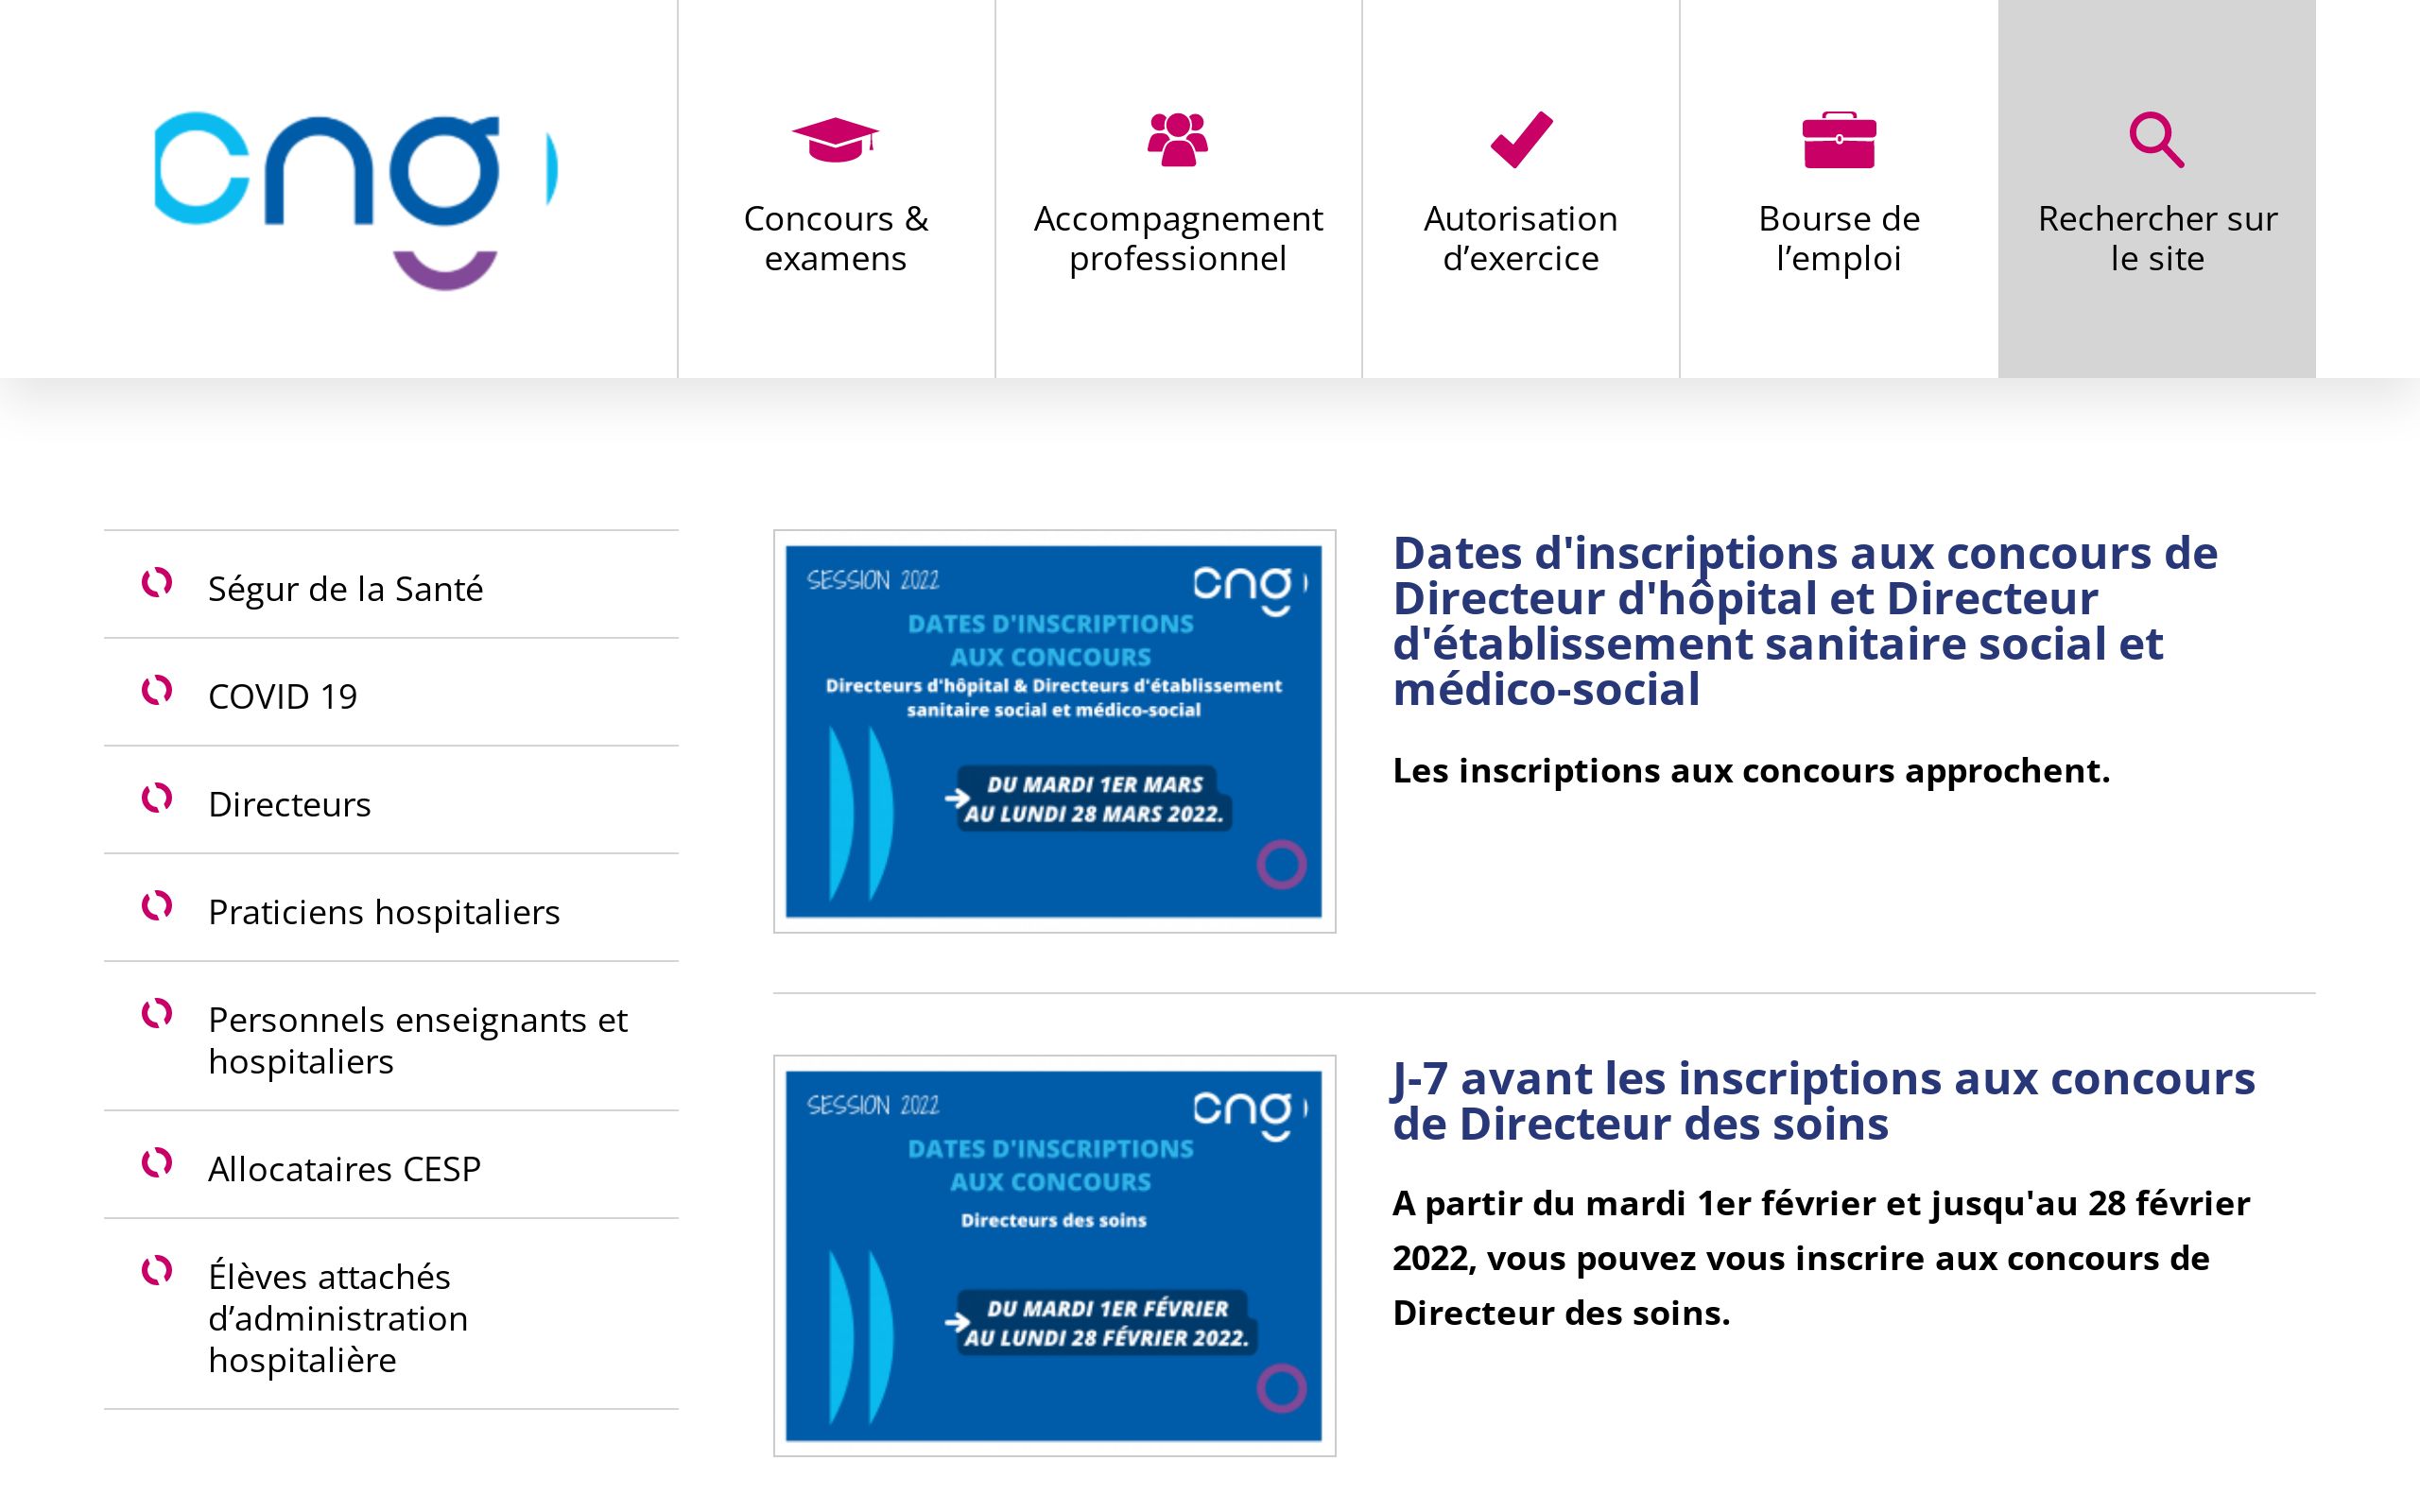 cng
Concours &
examens
Accompagnement
professionnel
Autorisation
d’exercice
Bourse de
l’emploi
Rechercher sur
le site
Ségur de la Santé
COVID 19
Directeurs
Praticiens hospitaliers
Personnels enseignants et
hospitaliers
Allocataires CESP
Élèves attachés
d’administration
hospitalière
SESSION 2022
cng
DATES D'INSCRIPTIONS
AUX CONCOURS
Directeurs d'hôpital & Directeurs d'établissement
sanitaire social et médico-social
DU MARDI 1ER MARS
AU LUNDI 28 MARS 2022.
Dates d'inscriptions aux concours de
Directeur d'hôpital et Directeur
d'établissement sanitaire social et
médico-social
Les inscriptions aux concours approchent.
SESSION 2022
cng
DATES D'INSCRIPTIONS
AUX CONCOURS
Directeurs des soins
DU MARDI 1ER FÉVRIER
AU LUNDI 28 FÉVRIER 2022.
J-7 avant les inscriptions aux concours
de Directeur des soins
A partir du mardi 1er février et jusqu'au 28 février
2022, vous pouvez vous inscrire aux concours de
Directeur des soins.